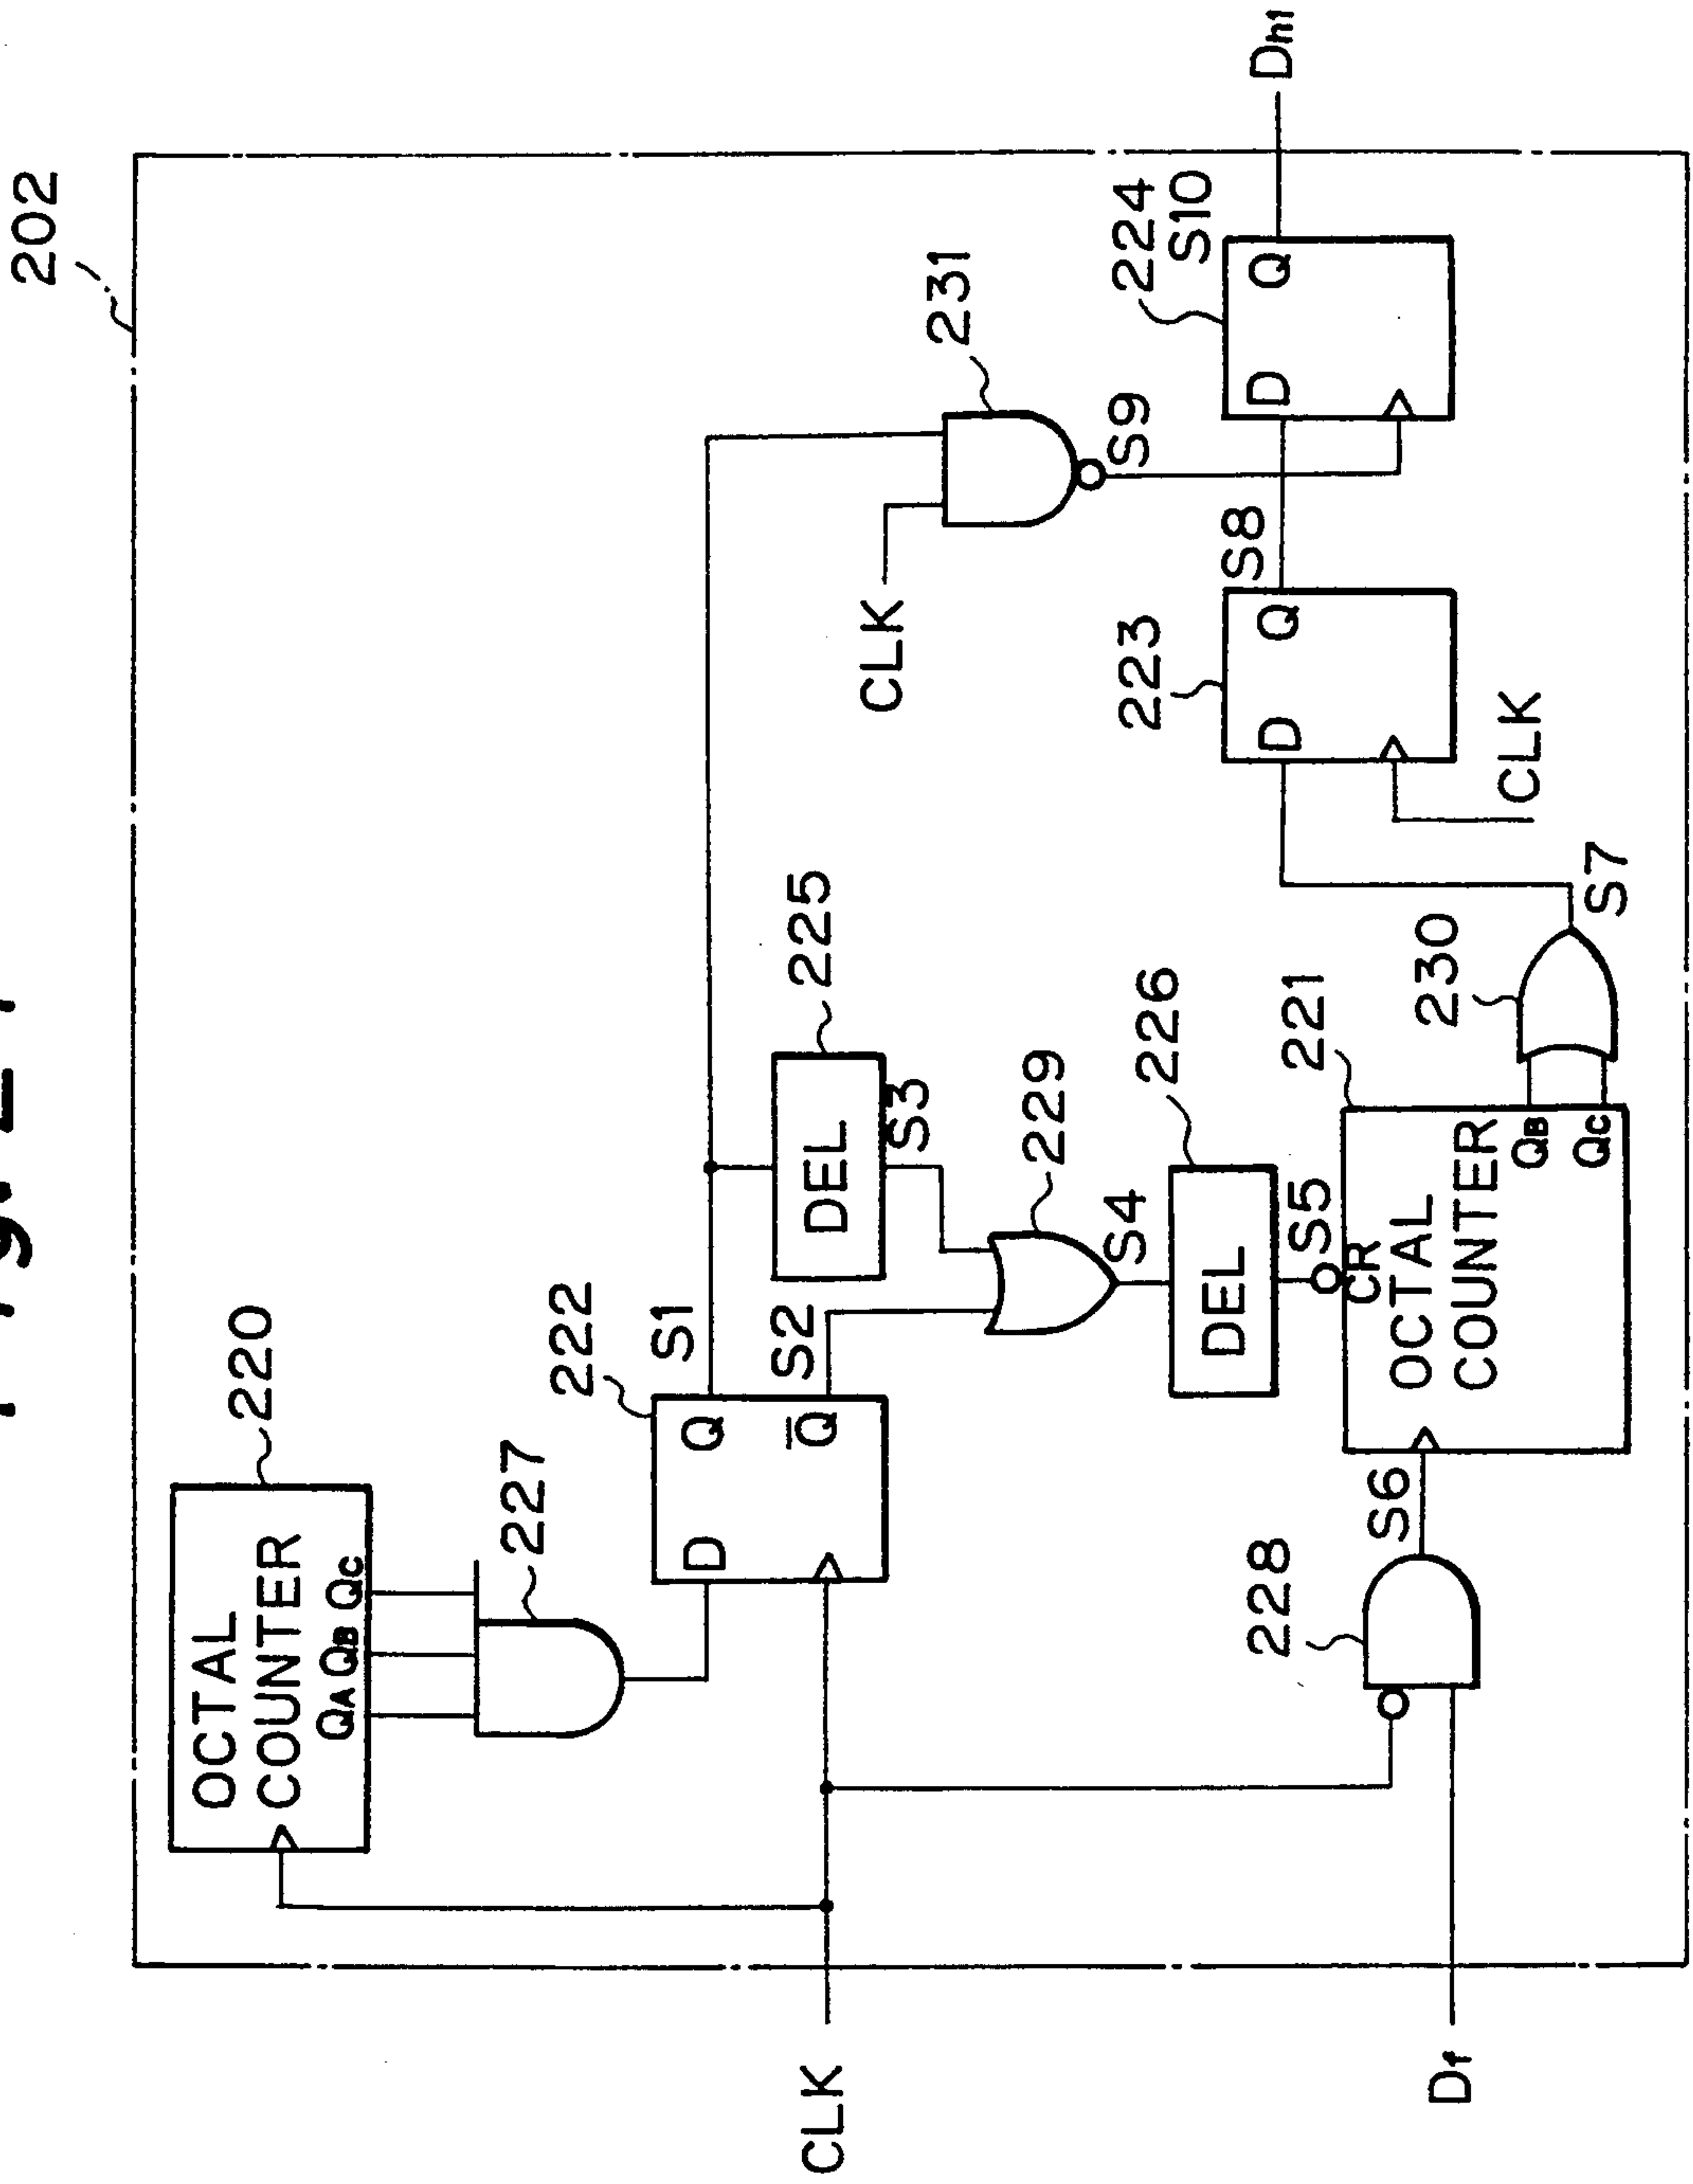 202
OCTAL
COUNTER
QA QB QC
220
227
222
D Q
Q̅
S1
S2
DEL
225
S3
229
S4
DEL
226
S5
CR
OCTAL
COUNTER
QB
QC
221
230
S7
CLK
Df
228
S6
223
D Q
CLK
S8
CLK
231
S9
224
S10
D Q
Dh1